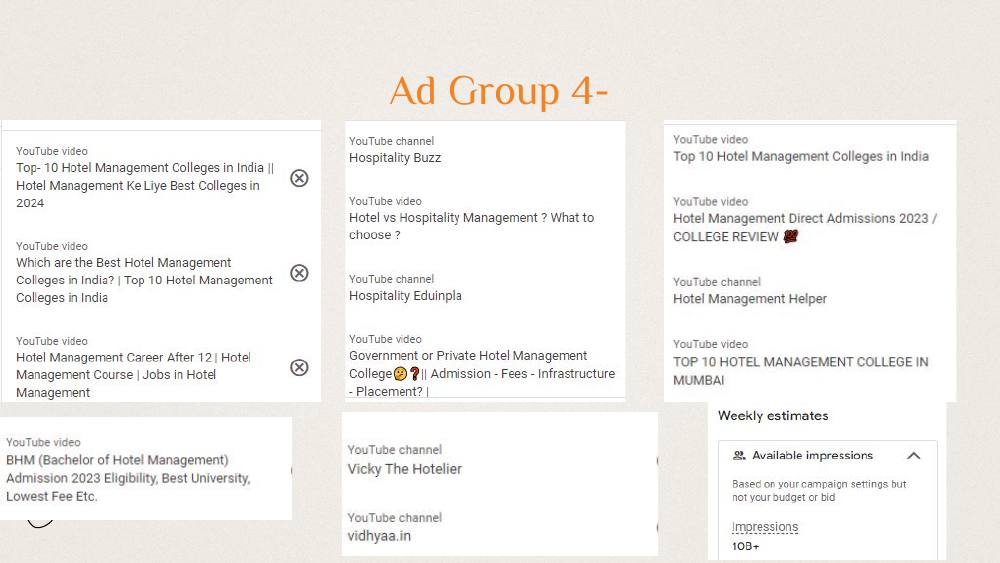 Ad Group 4-
YouTube video
Top- 10 Hotel Management Colleges in India ||
Hotel Management Ke Liye Best Colleges in
2024
YouTube video
Which are the Best Hotel Management
Colleges in India? | Top 10 Hotel Management
Colleges in India
YouTube video
Hotel Management Career After 12 | Hotel
Management Course | Jobs in Hotel
Management
YouTube channel
Hospitality Buzz
YouTube video
Hotel vs Hospitality Management ? What to
choose ?
YouTube channel
Hospitality Eduinpla
YouTube video
Government or Private Hotel Management
College🤔❓|| Admission - Fees - Infrastructure
- Placement? |
YouTube video
Top 10 Hotel Management Colleges in India
YouTube video
Hotel Management Direct Admissions 2023 /
COLLEGE REVIEW 💯
YouTube channel
Hotel Management Helper
YouTube video
TOP 10 HOTEL MANAGEMENT COLLEGE IN
MUMBAI
YouTube video
BHM (Bachelor of Hotel Management)
Admission 2023 Eligibility, Best University,
Lowest Fee Etc.
YouTube channel
Vicky The Hotelier
YouTube channel
vidhyaa.in
Weekly estimates
Available impressions
Based on your campaign settings but
not your budget or bid
Impressions
10B+